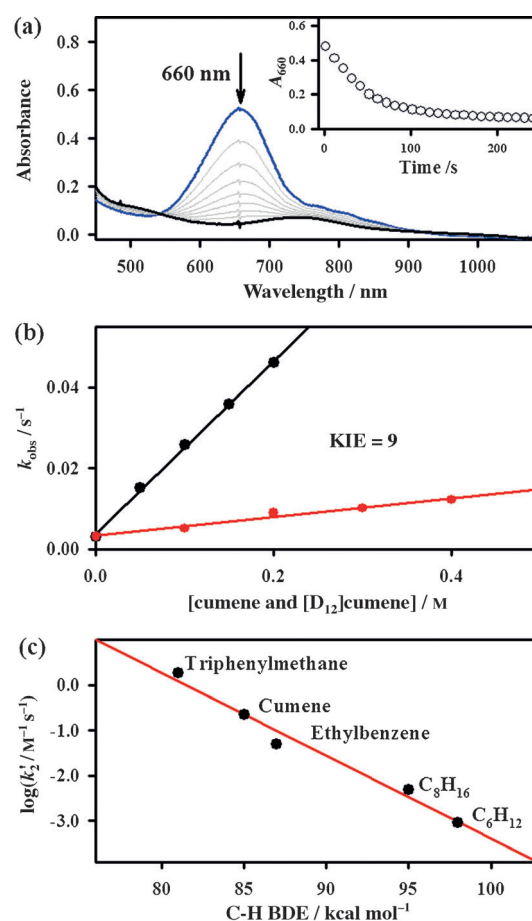 (a)
0.8
0.6
0.4
0.2
0.0
Absorbance
660 nm
0.6
0.4
0.2
0.0
A660
0 100 200
Time /s
500 600 700 800 900 1000
Wavelength / nm
(b)
0.04
0.02
0.00
kobs / s–1
KIE = 9
0.0 0.2 0.4
[cumene and [D12]cumene] / M
(c)
0.0
-1.0
-2.0
-3.0
log(k′2 / M–1 s–1)
Triphenylmethane
Cumene
Ethylbenzene
C8H16
C6H12
80 85 90 95 100
C-H BDE / kcal mol–1